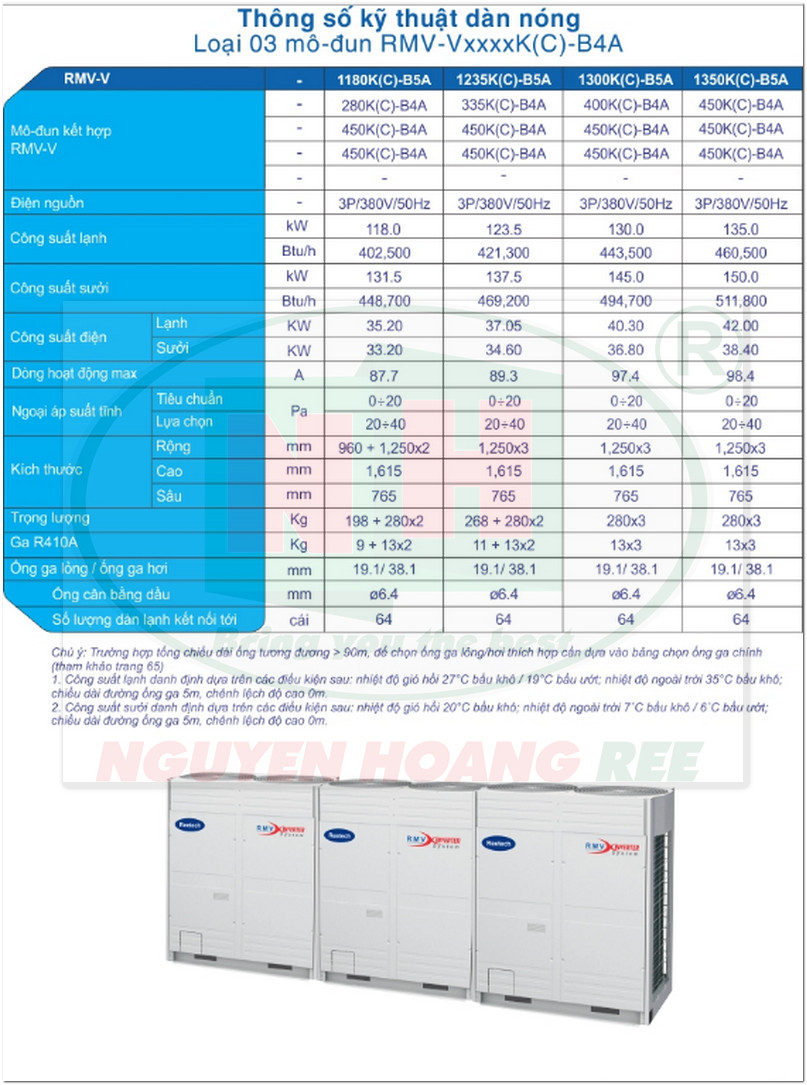 Thông số kỹ thuật dàn nóng
Loại 03 mô-đun RMV-VxxxxK(C)-B4A
RMV-V - 1180K(C)-B5A 1235K(C)-B5A 1300K(C)-B5A 1350K(C)-B5A
Mô-đun kết hợp
RMV-V
- 280K(C)-B4A 335K(C)-B4A 400K(C)-B4A 450K(C)-B4A
- 450K(C)-B4A 450K(C)-B4A 450K(C)-B4A 450K(C)-B4A
- 450K(C)-B4A 450K(C)-B4A 450K(C)-B4A 450K(C)-B4A
- - - - -
Điện nguồn - 3P/380V/50Hz 3P/380V/50Hz 3P/380V/50Hz 3P/380V/50Hz
Công suất lạnh kW 118.0 123.5 130.0 135.0
Btu/h 402,500 421,300 443,500 460,500
Công suất sưởi kW 131.5 137.5 145.0 150.0
Btu/h 448,700 469,200 494,700 511,800
Công suất điện Lạnh KW 35.20 37.05 40.30 42.00
Sưởi KW 33.20 34.60 36.80 38.40
Dòng hoạt động max A 87.7 89.3 97.4 98.4
Ngoại áp suất tĩnh Tiêu chuẩn Pa 0÷20 0÷20 0÷20 0÷20
Lựa chọn 20÷40 20÷40 20÷40 20÷40
Kích thước Rộng mm 960 + 1,250x2 1,250x3 1,250x3 1,250x3
Cao mm 1,615 1,615 1,615 1,615
Sâu mm 765 765 765 765
Trọng lượng Kg 198 + 280x2 268 + 280x2 280x3 280x3
Ga R410A Kg 9 + 13x2 11 + 13x2 13x3 13x3
Ống ga lỏng / ống ga hơi mm 19.1/ 38.1 19.1/ 38.1 19.1/ 38.1 19.1/ 38.1
Ống cân bằng dầu mm ø6.4 ø6.4 ø6.4 ø6.4
Số lượng dàn lạnh kết nối tới cái 64 64 64 64
Bring you the best
Chú ý: Trường hợp tổng chiều dài ống tương đương > 90m, để chọn ống ga lỏng/hơi thích hợp cần dựa vào bảng chọn ống ga chính
(tham khảo trang 65)
1. Công suất lạnh danh định dựa trên các điều kiện sau: nhiệt độ gió hồi 27°C bầu khô / 19°C bầu ướt; nhiệt độ ngoài trời 35°C bầu khô;
chiều dài đường ống ga 5m, chênh lệch độ cao 0m.
2. Công suất sưởi danh định dựa trên các điều kiện sau: nhiệt độ gió hồi 20°C bầu khô; nhiệt độ ngoài trời 7°C bầu khô / 6°C bầu ướt;
chiều dài đường ống ga 5m, chênh lệch độ cao 0m.
NH ®
NGUYEN HOANG REE
Reetech RMV INVERTER System
Reetech RMV INVERTER System
Reetech RMV INVERTER System